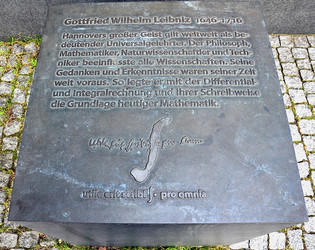 Gottfried Wilhelm Leibniz 1646-1716
Hannovers großer Geist gilt weltweit als be-
deutender Universalgelehrter. Der Philosoph,
Mathematiker, Naturwissenschafter und Tech-
niker beeinflusste alle Wissenschaften. Seine
Gedanken und Erkenntnisse waren seiner Zeit
weit voraus. So legte er mit der Differential-
und Integralrechnung und ihrer Schreibweise
die Grundlage heutiger Mathematik.
∫
pro omnia